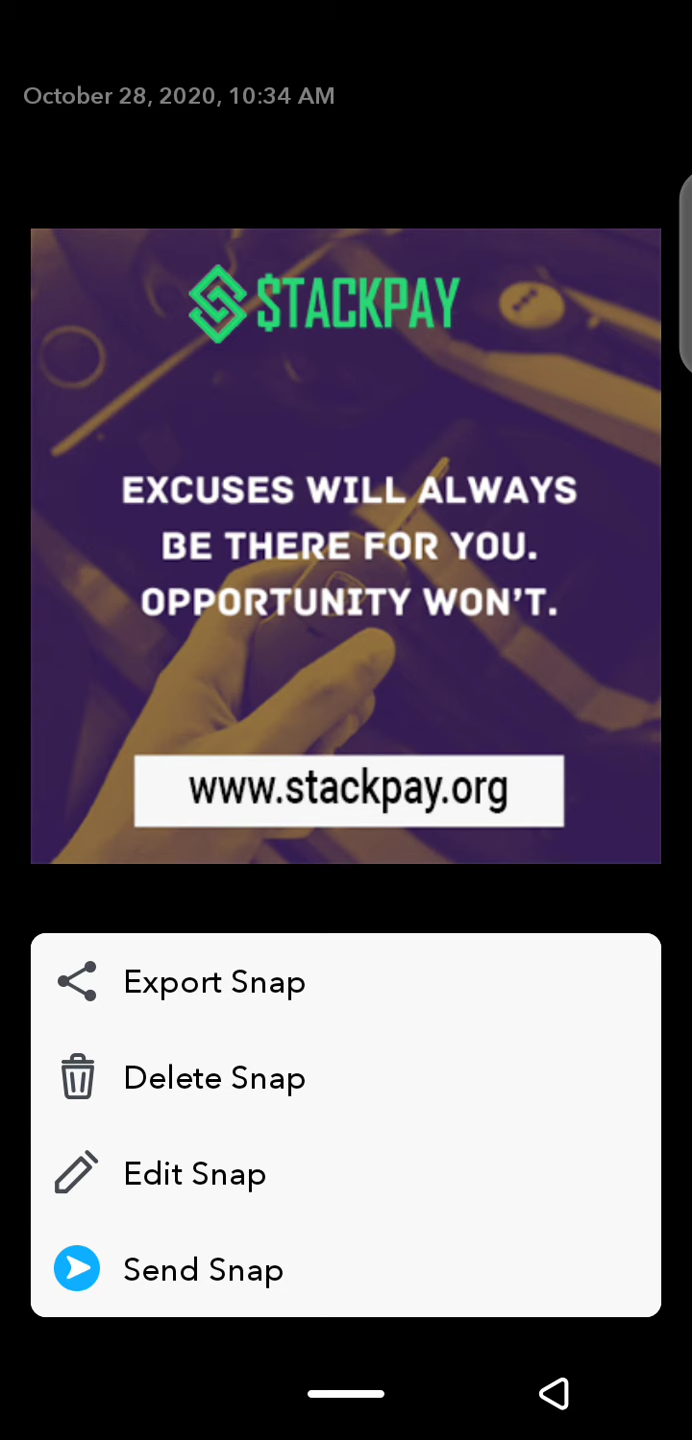 October 28, 2020, 10:34 AM
$TACKPAY
EXCUSES WILL ALWAYS
BE THERE FOR YOU.
OPPORTUNITY WON'T.
www.stackpay.org
Export Snap
Delete Snap
Edit Snap
Send Snap